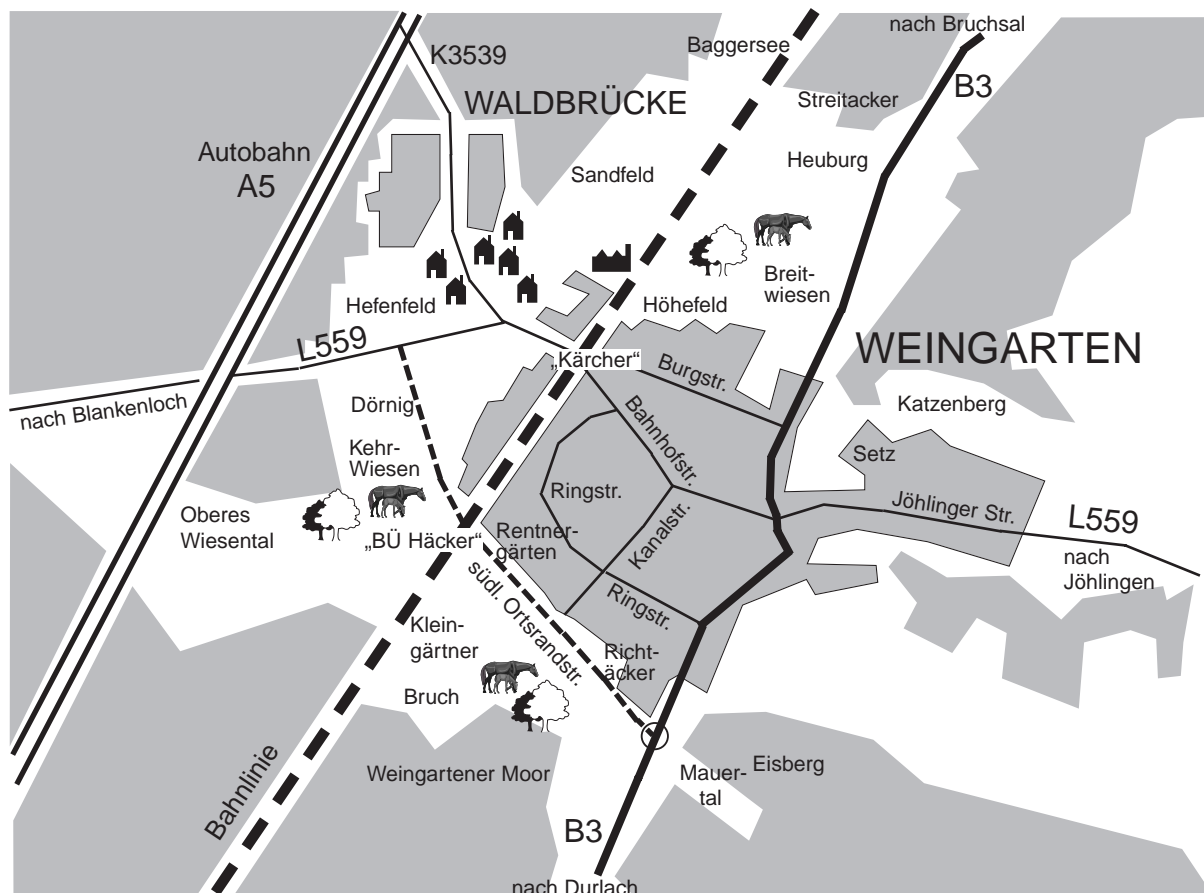 nach Bruchsal
Baggersee
K3539
B3
WALDBRÜCKE
Streitacker
Autobahn
A5
Heuburg
Sandfeld
Breit-
wiesen
Hefenfeld
Höhefeld
L559
WEINGARTEN
„Kärcher“
Burgstr.
nach Blankenloch
Dörnig
Bahnhofstr.
Katzenberg
Kehr-
Wiesen
Setz
Ringstr.
Jöhlinger Str.
L559
Oberes
Wiesental
„BÜ Häcker“
Rentner-
gärten
Kanalstr.
nach
Jöhlingen
südl. Ortsrandstr.
Ringstr.
Klein-
gärtner
Richt-
äcker
Bruch
Bahnlinie
Weingartener Moor
Mauer-
tal
Eisberg
B3
nach Durlach